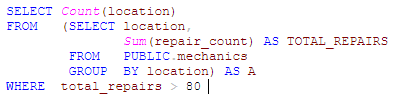 SELECT Count(location)
FROM (SELECT location,
Sum(repair_count) AS TOTAL_REPAIRS
FROM PUBLIC.mechanics
GROUP BY location) AS A
WHERE total_repairs > 80